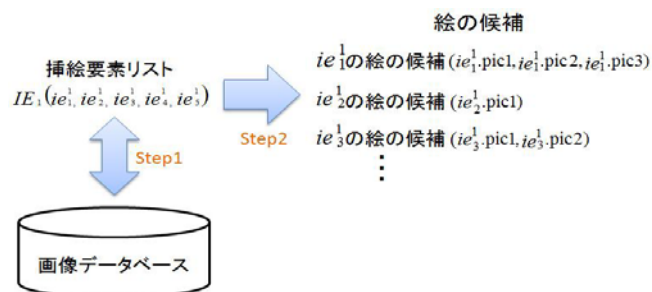 絵の候補
挿絵要素リスト
IE₁(ie¹₁, ie¹₂, ie¹₃, ie¹₄, ie¹₅)
Step1
画像データベース
Step2
ie¹₁の絵の候補(ie¹₁.pic1,ie¹₁.pic2,ie¹₁.pic3)
ie¹₂の絵の候補(ie¹₂.pic1)
ie¹₃の絵の候補(ie¹₃.pic1,ie¹₃.pic2)
⋮